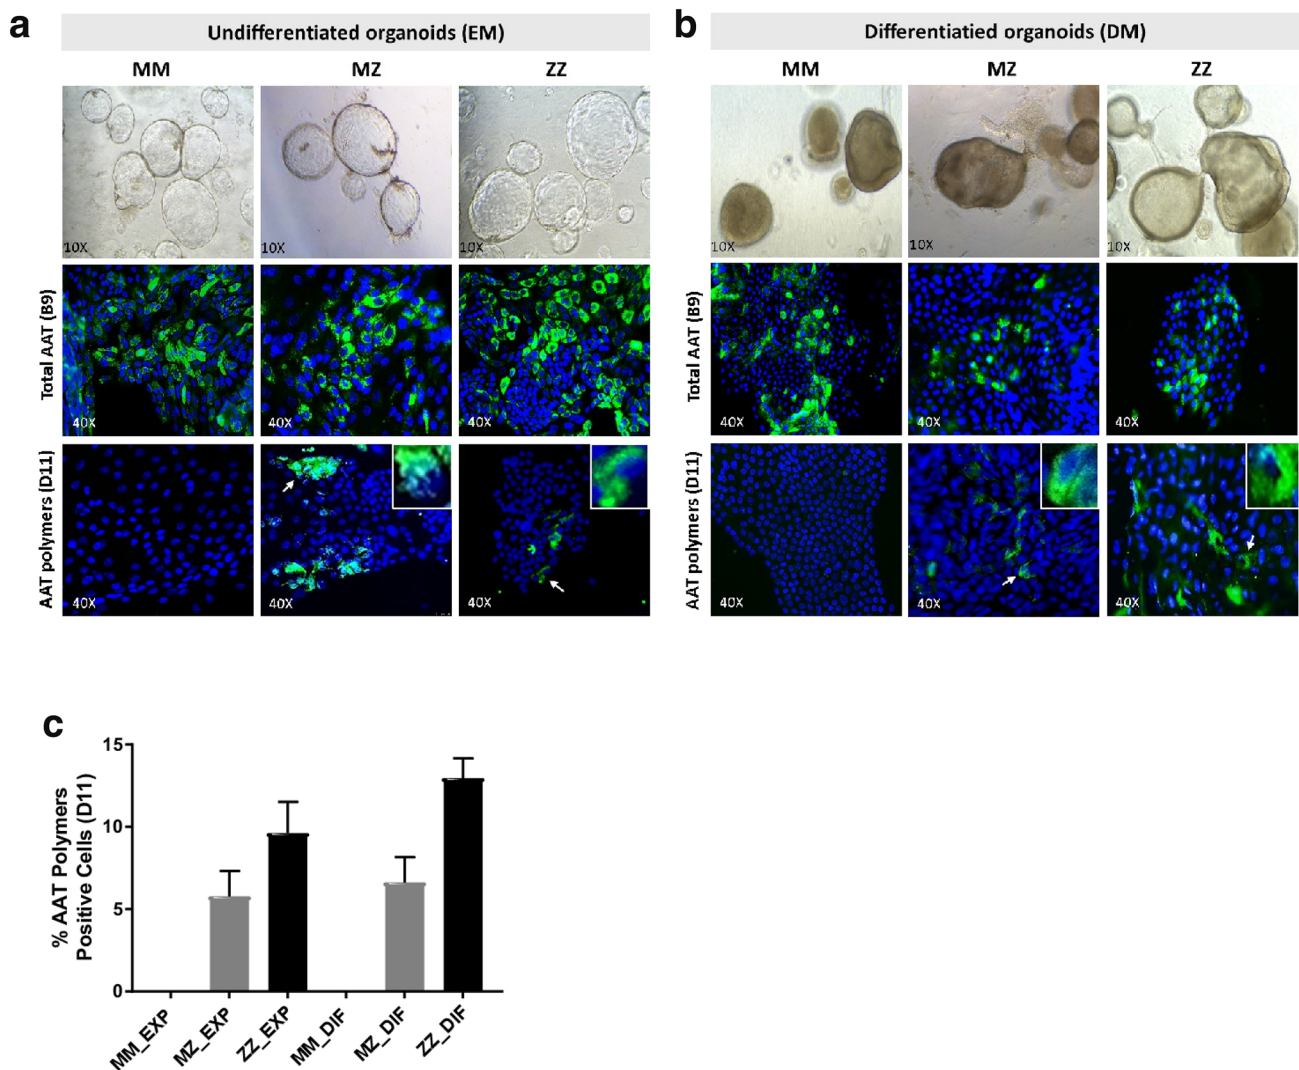 a
Undifferentiated organoids (EM)
MM MZ ZZ
10X 10X 10X
Total AAT (B9)
40X 40X 40X
AAT polymers (D11)
40X 40X 40X
b
Differentiatied organoids (DM)
MM MZ ZZ
10X 10X 10X
Total AAT (B9)
40X 40X 40X
AAT polymers (D11)
40X 40X 40X
c
% AAT Polymers
Positive Cells (D11)
15
10
5
0
MM_EXP MZ_EXP ZZ_EXP MM_DIF MZ_DIF ZZ_DIF